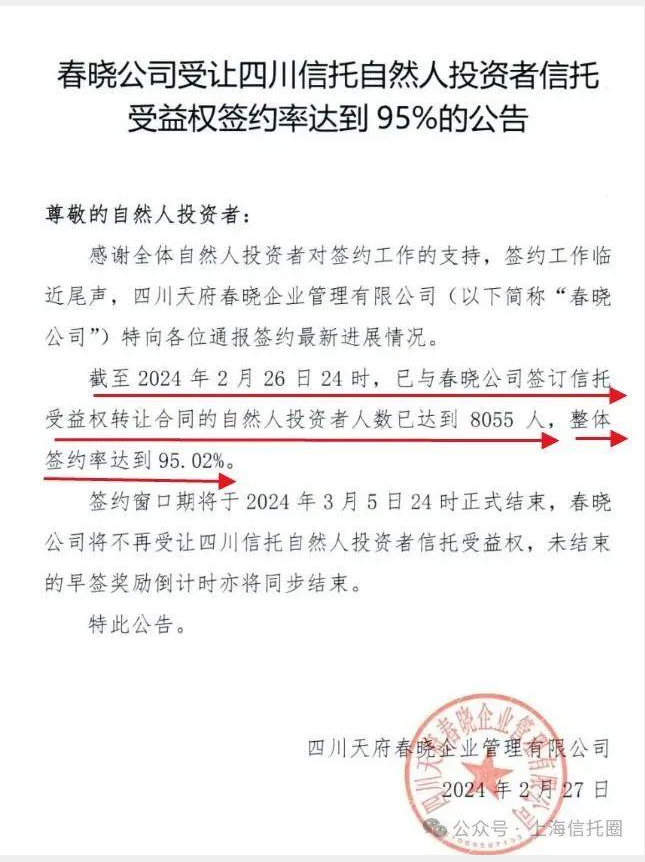 春晓公司受让四川信托自然人投资者信托
受益权签约率达到 95%的公告
尊敬的自然人投资者：
感谢全体自然人投资者对签约工作的支持，签约工作临
近尾声，四川天府春晓企业管理有限公司（以下简称“春晓
公司”）特向各位通报签约最新进展情况。
截至 2024 年 2 月 26 日 24 时，已与春晓公司签订信托
受益权转让合同的自然人投资者人数已达到 8055 人，整体
签约率达到 95.02%。
签约窗口期将于 2024 年 3 月 5 日 24 时正式结束，春晓
公司将不再受让四川信托自然人投资者信托受益权，未结束
的早签奖励倒计时亦将同步结束。
特此公告。
四川天府春晓企业管理有限公司
2024 年 2 月 27 日
四川天府春晓企业管理有限公司
公众号 · 上海信托圈